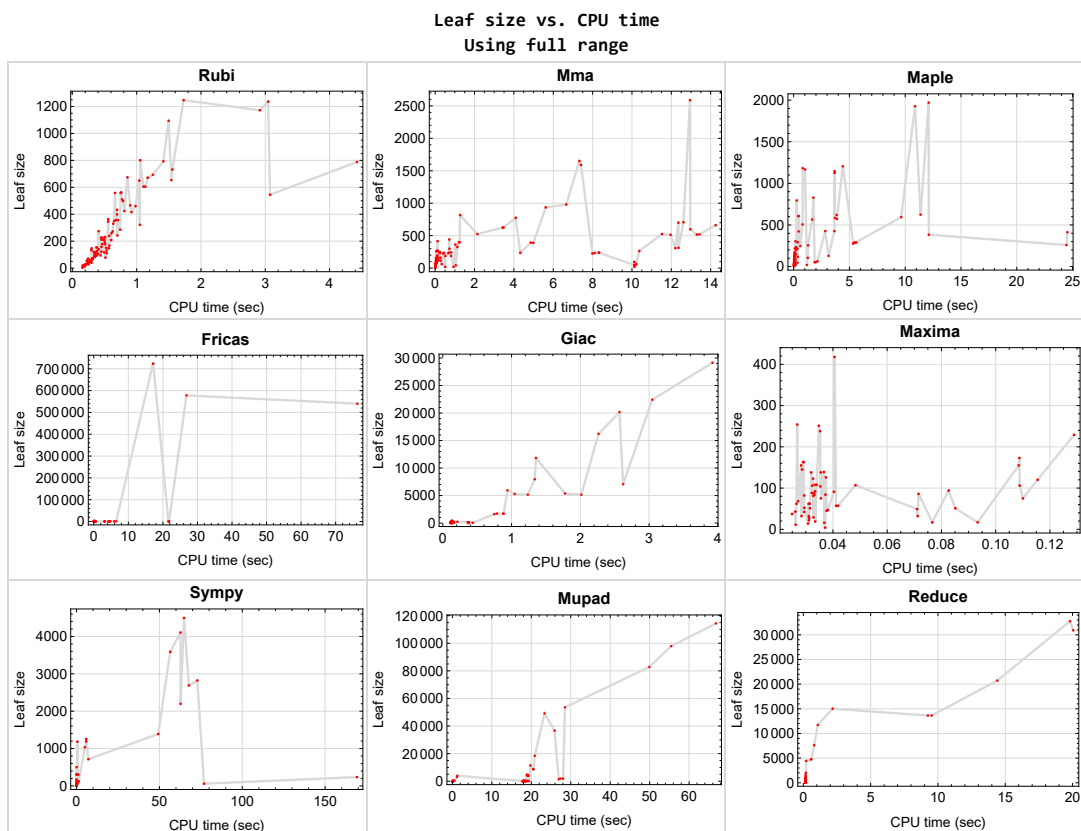 Leaf size vs. CPU time
Using full range
Rubi
Leaf size
1200
1000
800
600
400
200
0
0 1 2 3 4
CPU time (sec)
Mma
Leaf size
2500
2000
1500
1000
500
0
0 2 4 6 8 10 12 14
CPU time (sec)
Maple
Leaf size
2000
1500
1000
500
0
0 5 10 15 20 25
CPU time (sec)
Fricas
Leaf size
700 000
600 000
500 000
400 000
300 000
200 000
100 000
0
0 10 20 30 40 50 60 70
CPU time (sec)
Giac
Leaf size
30 000
25 000
20 000
15 000
10 000
5000
0
0 1 2 3 4
CPU time (sec)
Maxima
Leaf size
400
300
200
100
0
0.04 0.06 0.08 0.10 0.12
CPU time (sec)
Sympy
Leaf size
4000
3000
2000
1000
0
0 50 100 150
CPU time (sec)
Mupad
Leaf size
120 000
100 000
80 000
60 000
40 000
20 000
0
0 10 20 30 40 50 60
CPU time (sec)
Reduce
Leaf size
30 000
25 000
20 000
15 000
10 000
5000
0
0 5 10 15 20
CPU time (sec)